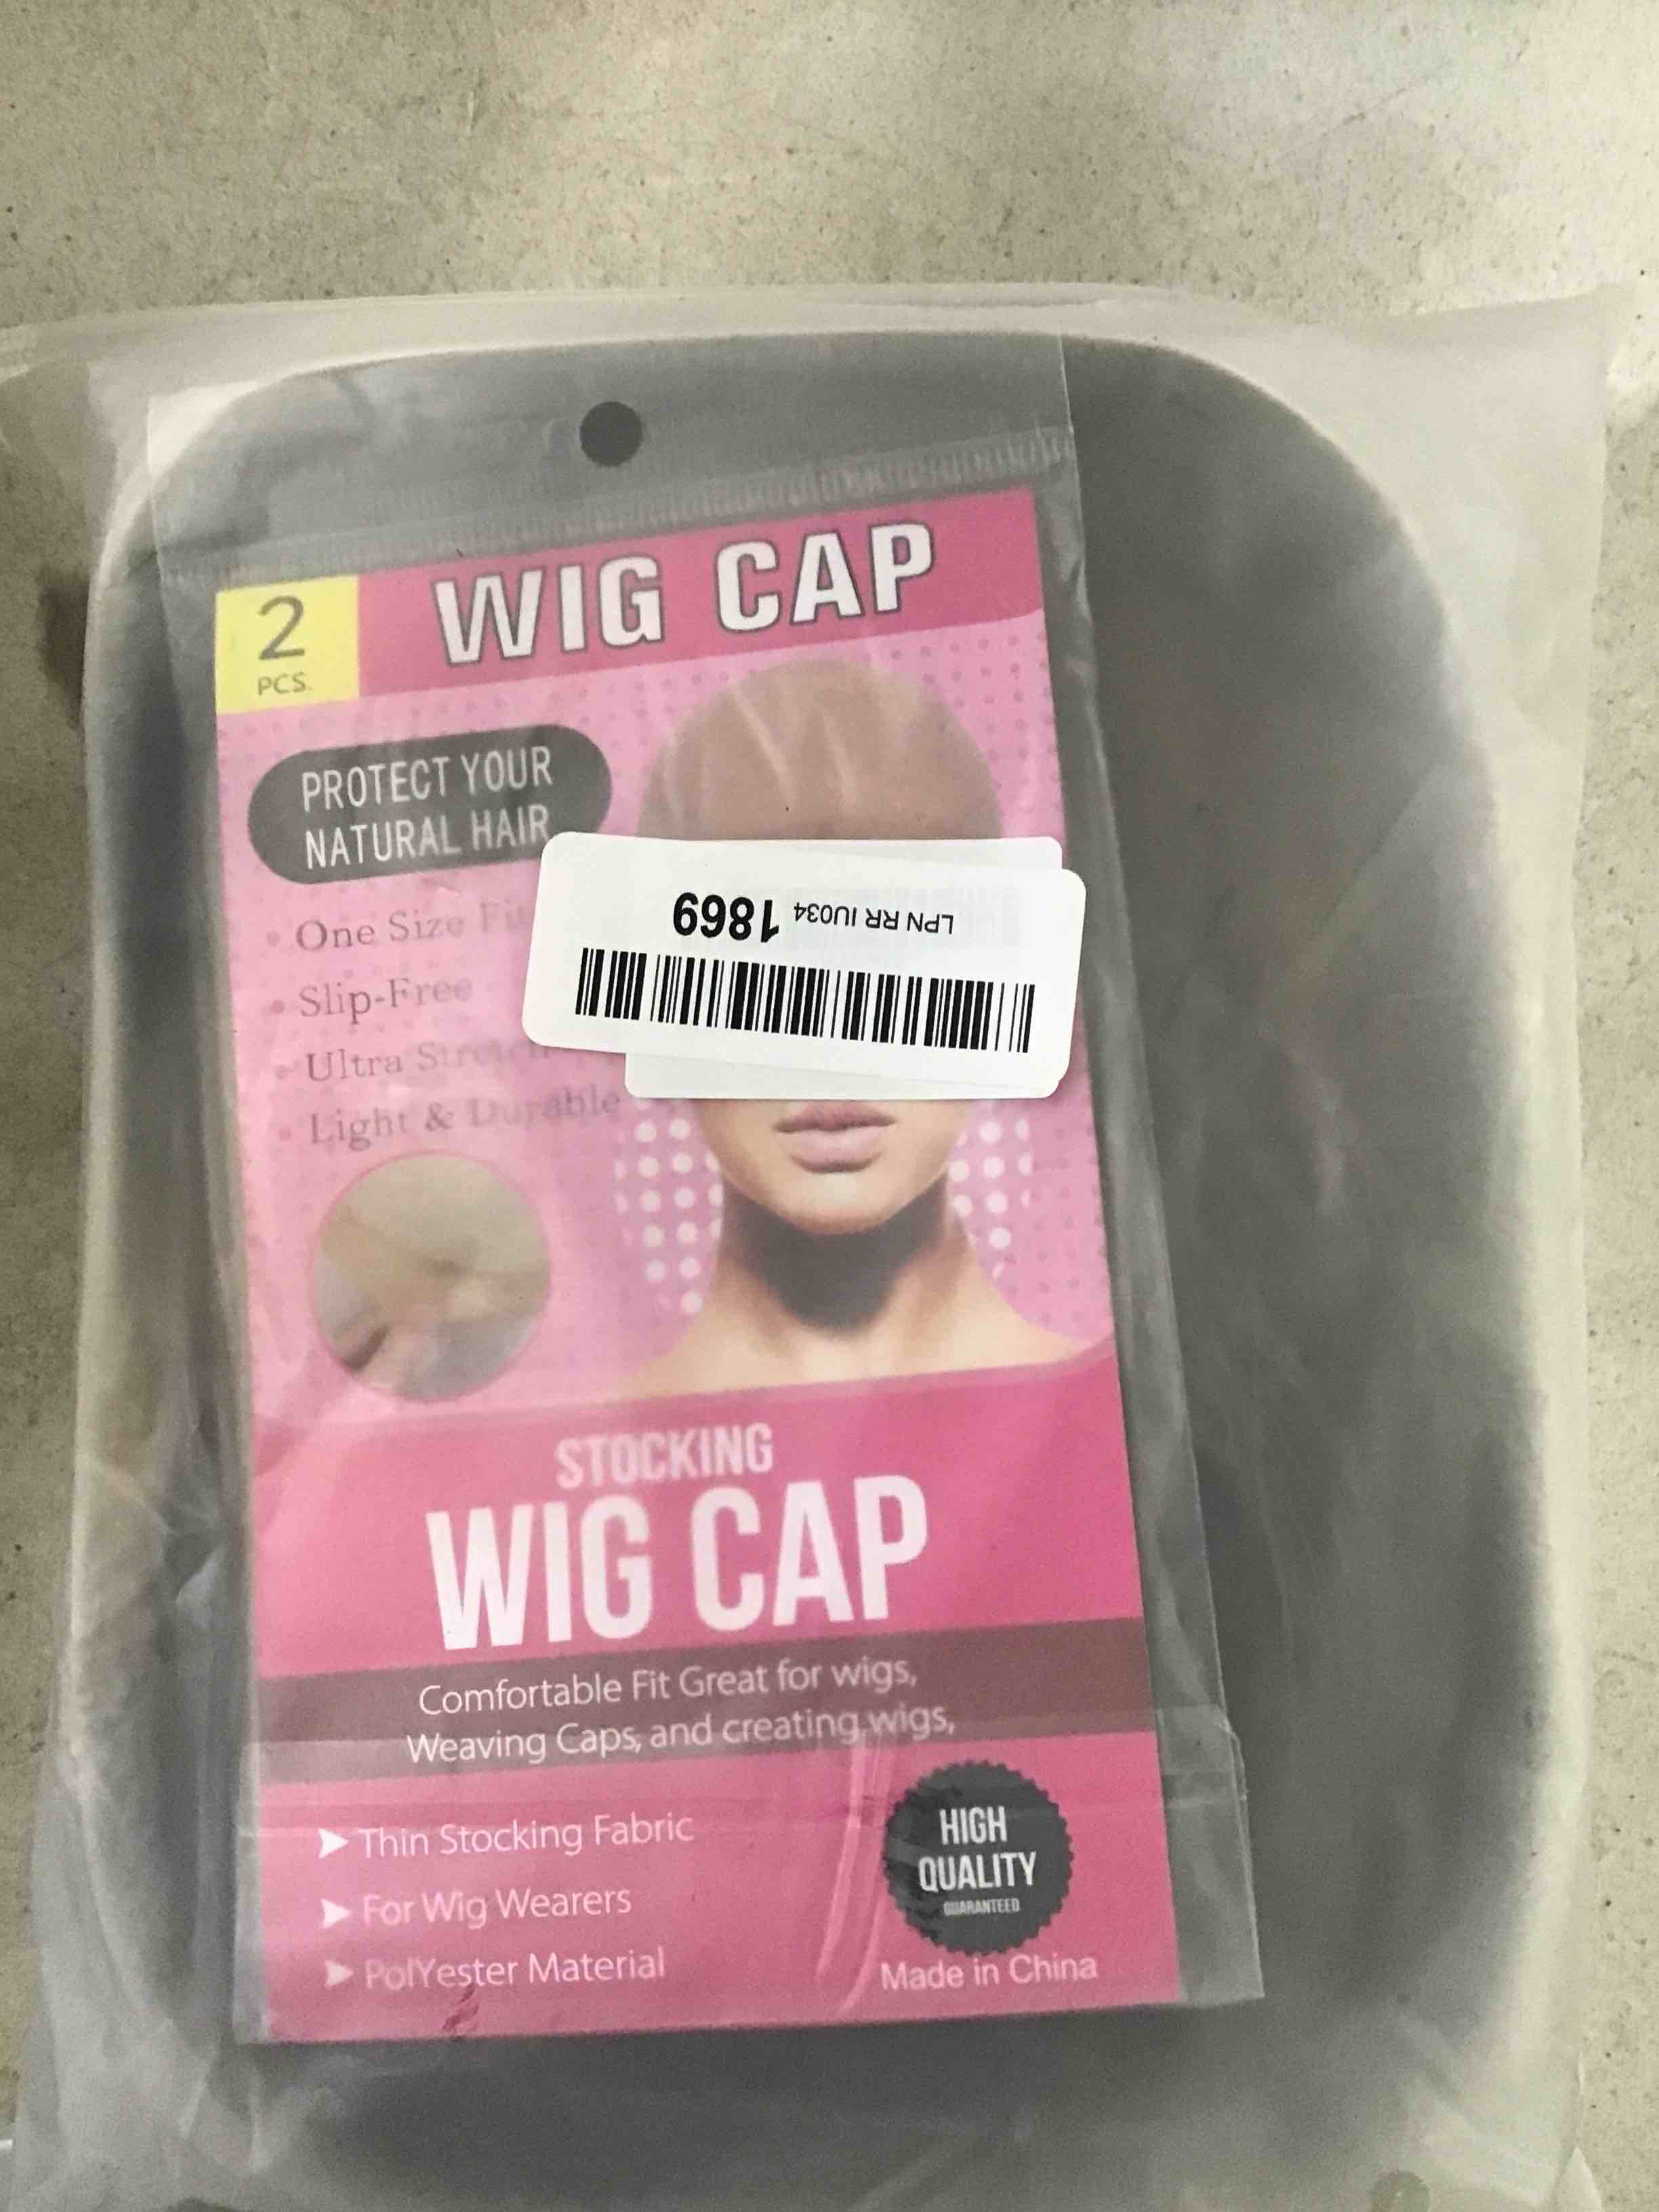 WIG CAP
2
PCS.
PROTECT YOUR
NATURAL HAIR
• One Size
• Slip-Free
• Ultra
• Light & Durable
LPN RR IU034 1869
STOCKING
WIG CAP
Comfortable Fit Great for wigs,
Weaving Caps, and creating wigs,
➤ Thin Stocking Fabric
➤ For Wig Wearers
➤ PolYester Material
HIGH
QUALITY
GUARANTEED
Made in China